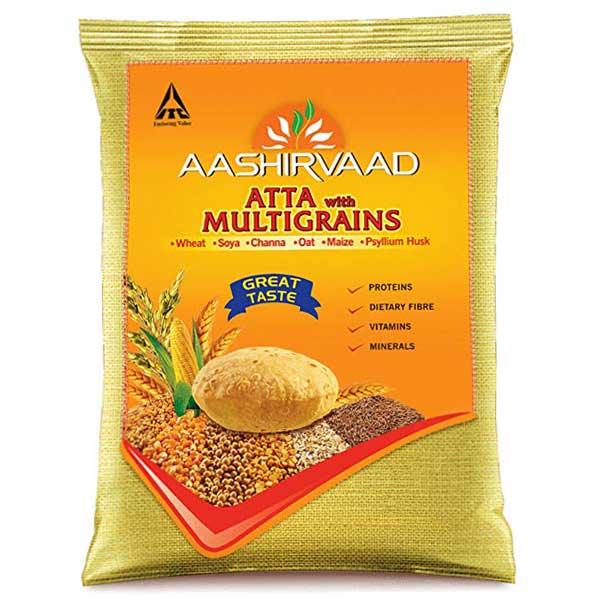 Enduring Value
AASHIRVAAD
ATTA with
MULTIGRAINS
•Wheat •Soya •Channa •Oat •Maize •Psyllium Husk
GREAT
TASTE
PROTEINS
DIETARY FIBRE
VITAMINS
MINERALS